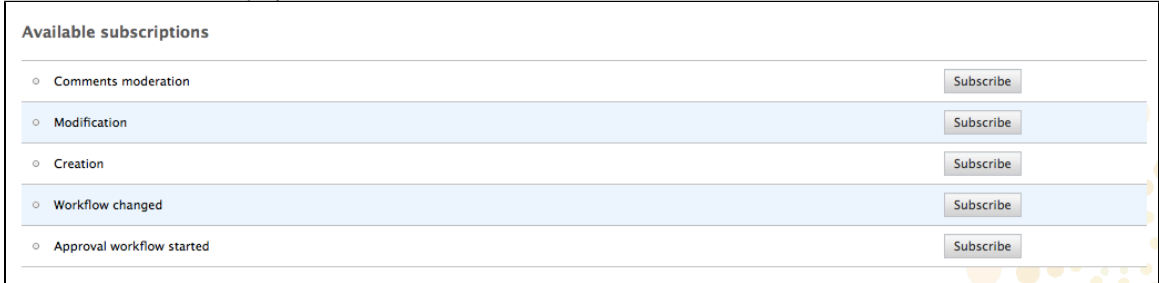 Available subscriptions
Comments moderation Subscribe
Modification Subscribe
Creation Subscribe
Workflow changed Subscribe
Approval workflow started Subscribe